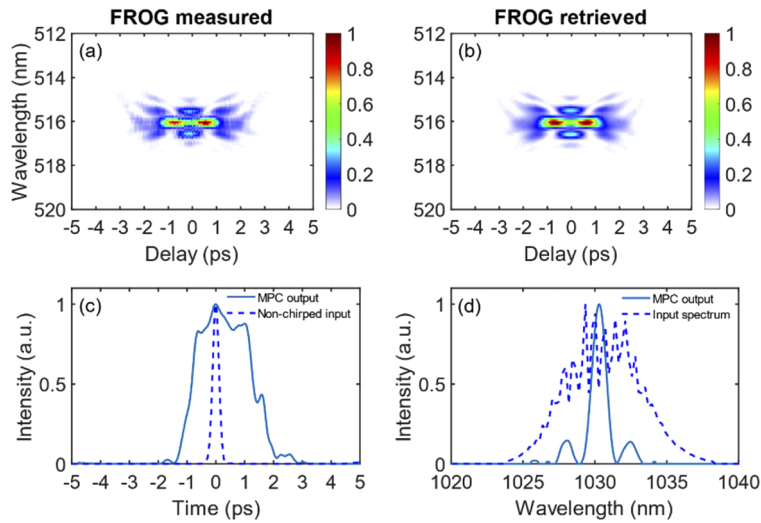 FROG measured
FROG retrieved
(a)
512
514
516
518
520
Wavelength (nm)
-5 -4 -3 -2 -1 0 1 2 3 4 5
Delay (ps)
1
0.8
0.6
0.4
0.2
0
(b)
512
514
516
518
520
-5 -4 -3 -2 -1 0 1 2 3 4 5
Delay (ps)
1
0.8
0.6
0.4
0.2
0
(c)
MPC output
Non-chirped input
1
0.5
0
Intensity (a.u.)
-5 -4 -3 -2 -1 0 1 2 3 4 5
Time (ps)
(d)
MPC output
Input spectrum
1
0.5
0
Intensity (a.u.)
1020 1025 1030 1035 1040
Wavelength (nm)